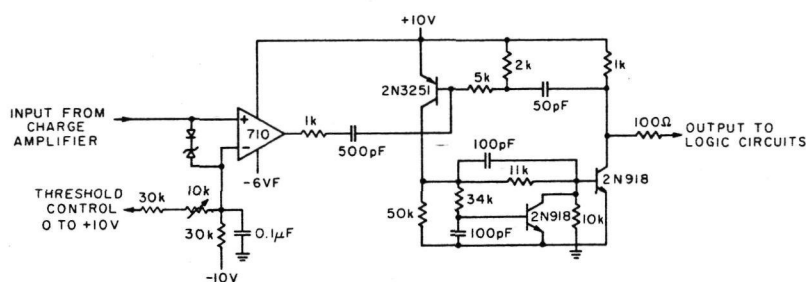 +10V
2N3251
5k
2k
50pF
1k
INPUT FROM
CHARGE
AMPLIFIER
+
710
-
1k
500pF
-6VF
100Ω
OUTPUT TO
LOGIC CIRCUITS
100pF
11k
2N918
THRESHOLD
CONTROL
0 TO +10V
30k
10k
30k
0.1µF
-10V
50k
34k
100pF
2N918
10k